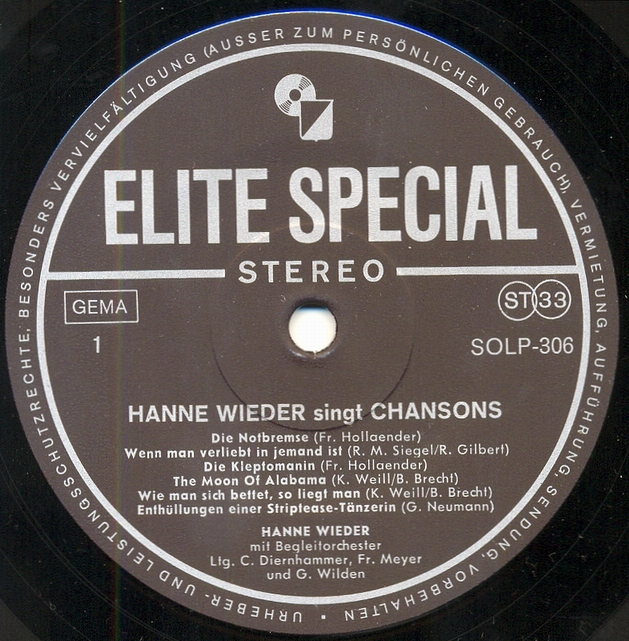 URHEBER- UND LEISTUNGSSCHUTZRECHTE, BESONDERS VERVIELFÄLTIGUNG (AUSSER ZUM PERSÖNLICHEN GEBRAUCH), VERMIETUNG, AUFFÜHRUNG, SENDUNG, VORBEHALTEN •
ELITE SPECIAL
STEREO
GEMA
ST 33
1
SOLP-306
HANNE WIEDER singt CHANSONS
Die Notbremse (Fr. Hollaender)
Wenn man verliebt in jemand ist (R. M. Siegel/R. Gilbert)
Die Kleptomanin (Fr. Hollaender)
The Moon Of Alabama (K. Weill/B. Brecht)
Wie man sich bettet, so liegt man (K. Weill/B. Brecht)
Enthüllungen einer Striptease-Tänzerin (G. Neumann)
HANNE WIEDER
mit Begleitorchester
Ltg. C. Diernhammer, Fr. Meyer
und G. Wilden